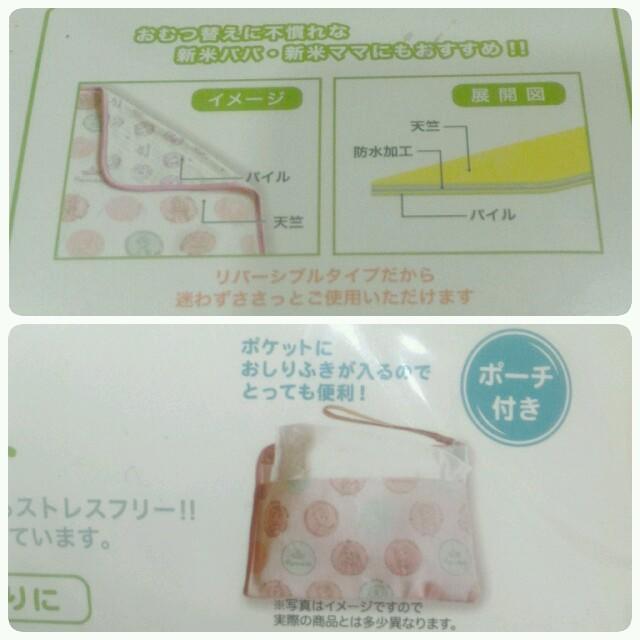 おむつ替えに不慣れな
新米パパ・新米ママにもおすすめ!!
イメージ
パイル
天竺
展開図
天竺
防水加工
パイル
リバーシブルタイプだから
迷わずささっとご使用いただけます
ポケットに
おしりふきが入るので
とっても便利!
ポーチ
付き
ストレスフリー!!
ています。
りに
※写真はイメージですので
実際の商品とは多少異なります。